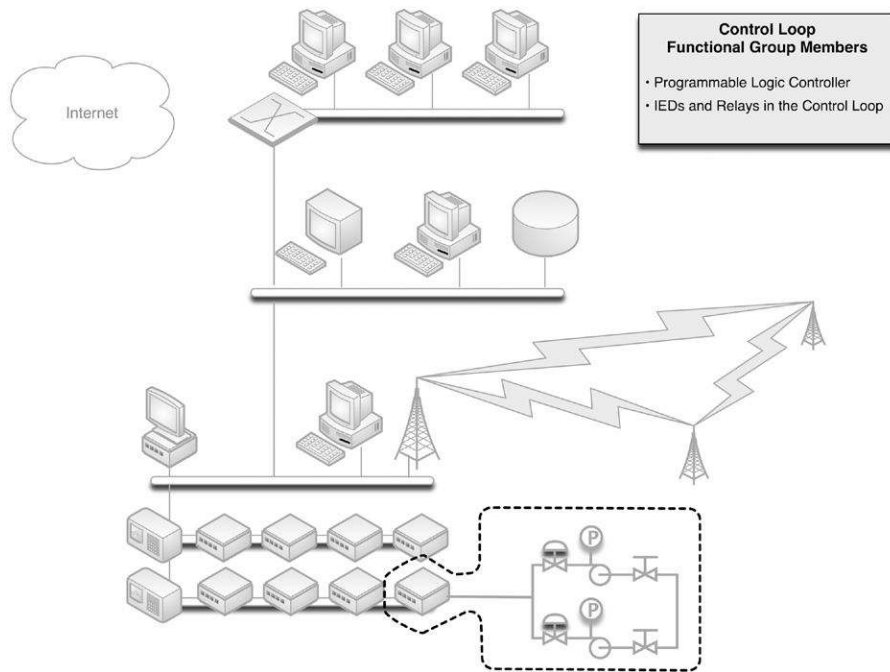 Control Loop
Functional Group Members
• Programmable Logic Controller
• IEDs and Relays in the Control Loop
Internet
P
P